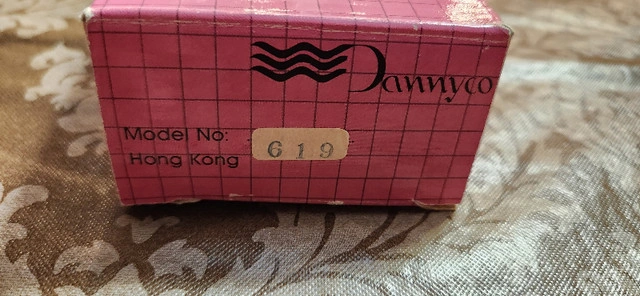 Dannyco
Model No: 619
Hong Kong